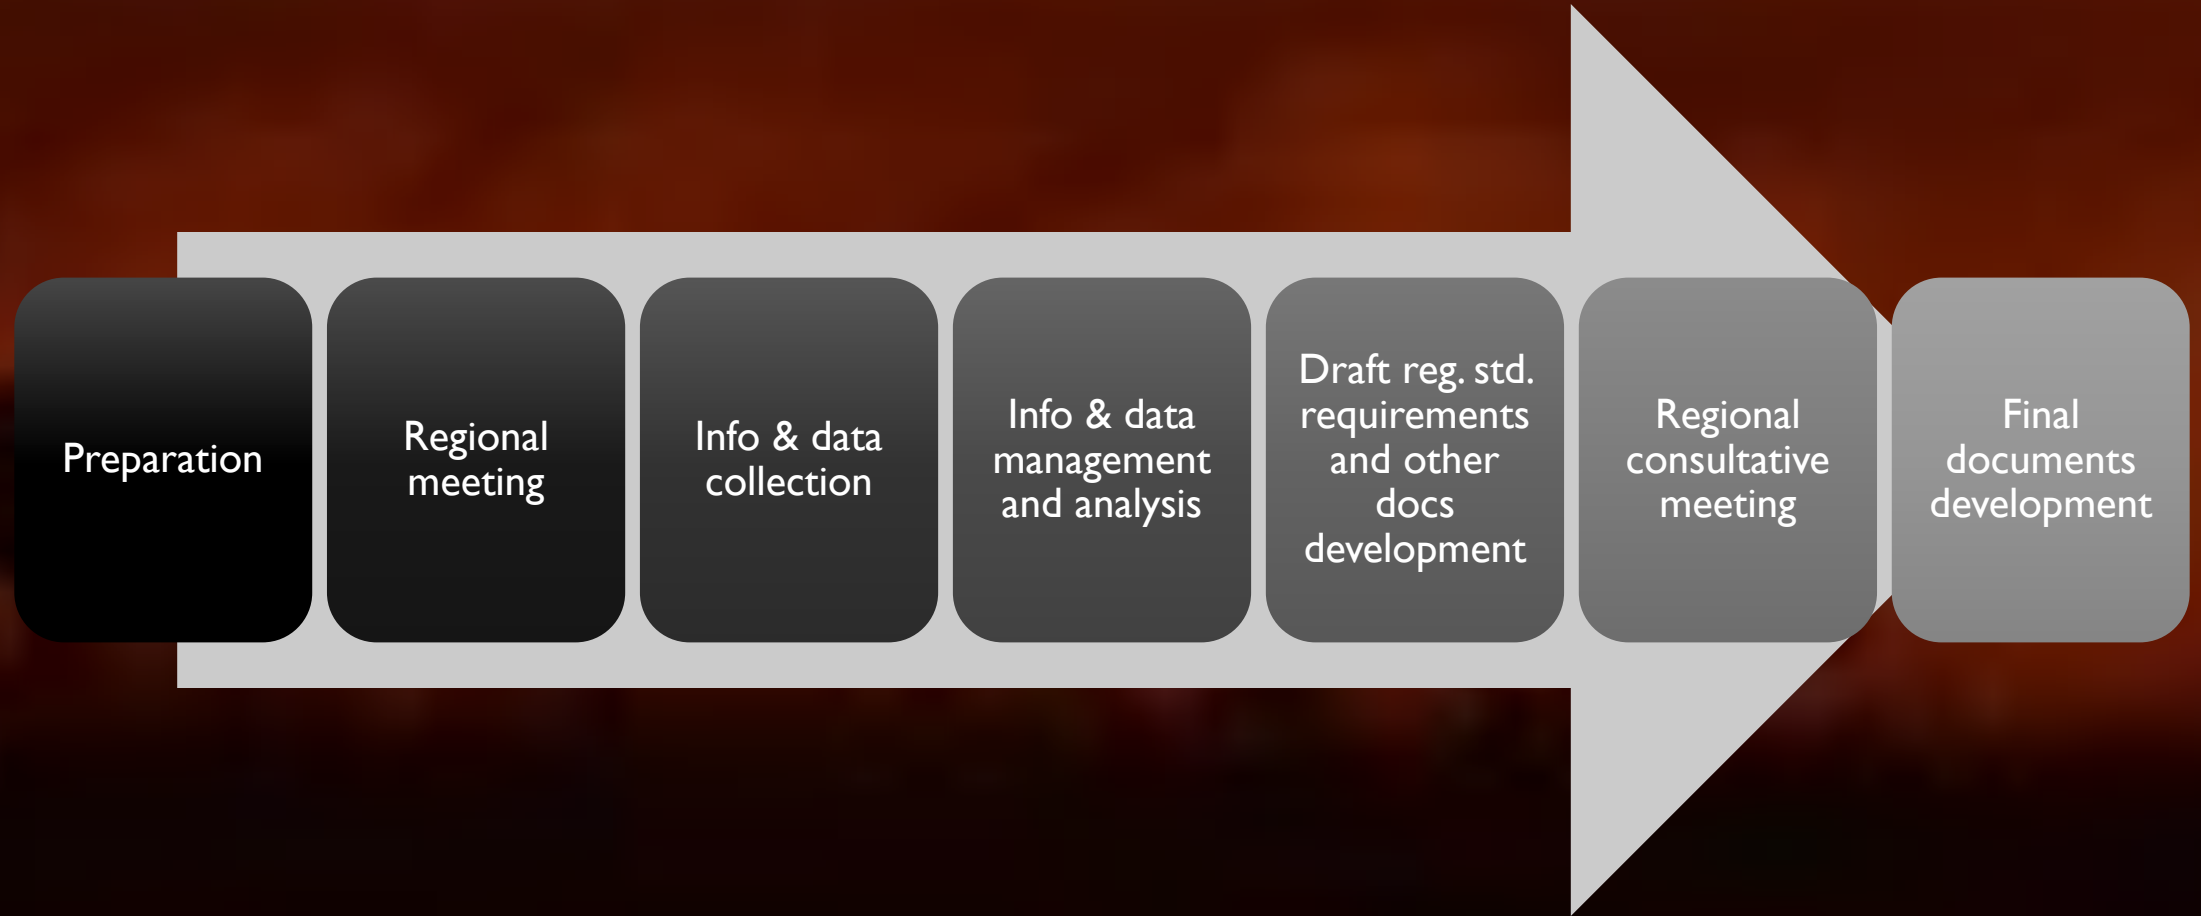 Preparation
Regional
meeting
Info & data
collection
Info & data
management
and analysis
Draft reg. std.
requirements
and other
docs
development
Regional
consultative
meeting
Final
documents
development